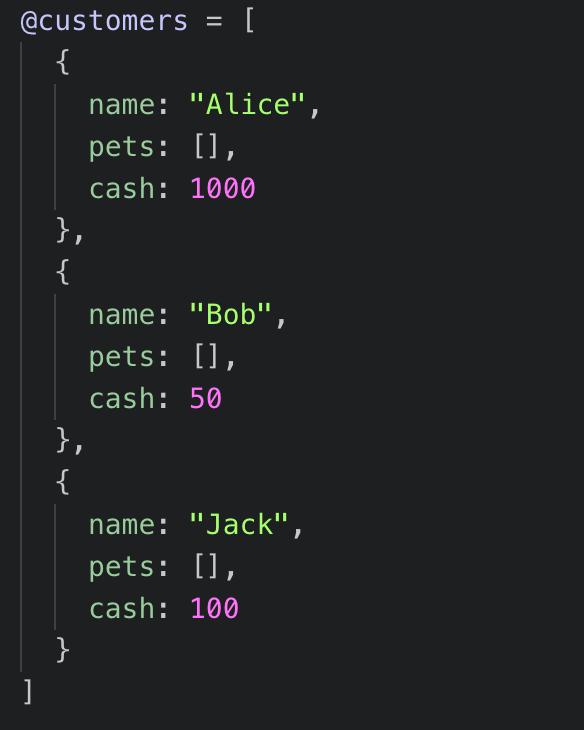 @customers = [
  {
    name: "Alice",
    pets: [],
    cash: 1000
  },
  {
    name: "Bob",
    pets: [],
    cash: 50
  },
  {
    name: "Jack",
    pets: [],
    cash: 100
  }
]